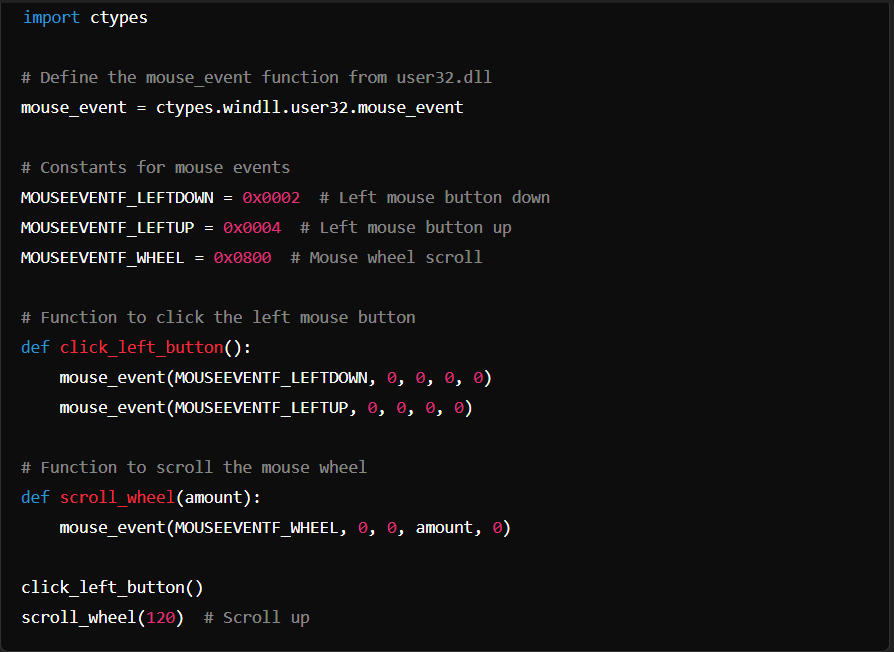 import ctypes
# Define the mouse_event function from user32.dll
mouse_event = ctypes.windll.user32.mouse_event
# Constants for mouse events
MOUSEEVENTF_LEFTDOWN = 0x0002  # Left mouse button down
MOUSEEVENTF_LEFTUP = 0x0004  # Left mouse button up
MOUSEEVENTF_WHEEL = 0x0800  # Mouse wheel scroll
# Function to click the left mouse button
def click_left_button():
    mouse_event(MOUSEEVENTF_LEFTDOWN, 0, 0, 0, 0)
    mouse_event(MOUSEEVENTF_LEFTUP, 0, 0, 0, 0)
# Function to scroll the mouse wheel
def scroll_wheel(amount):
    mouse_event(MOUSEEVENTF_WHEEL, 0, 0, amount, 0)
click_left_button()
scroll_wheel(120)  # Scroll up